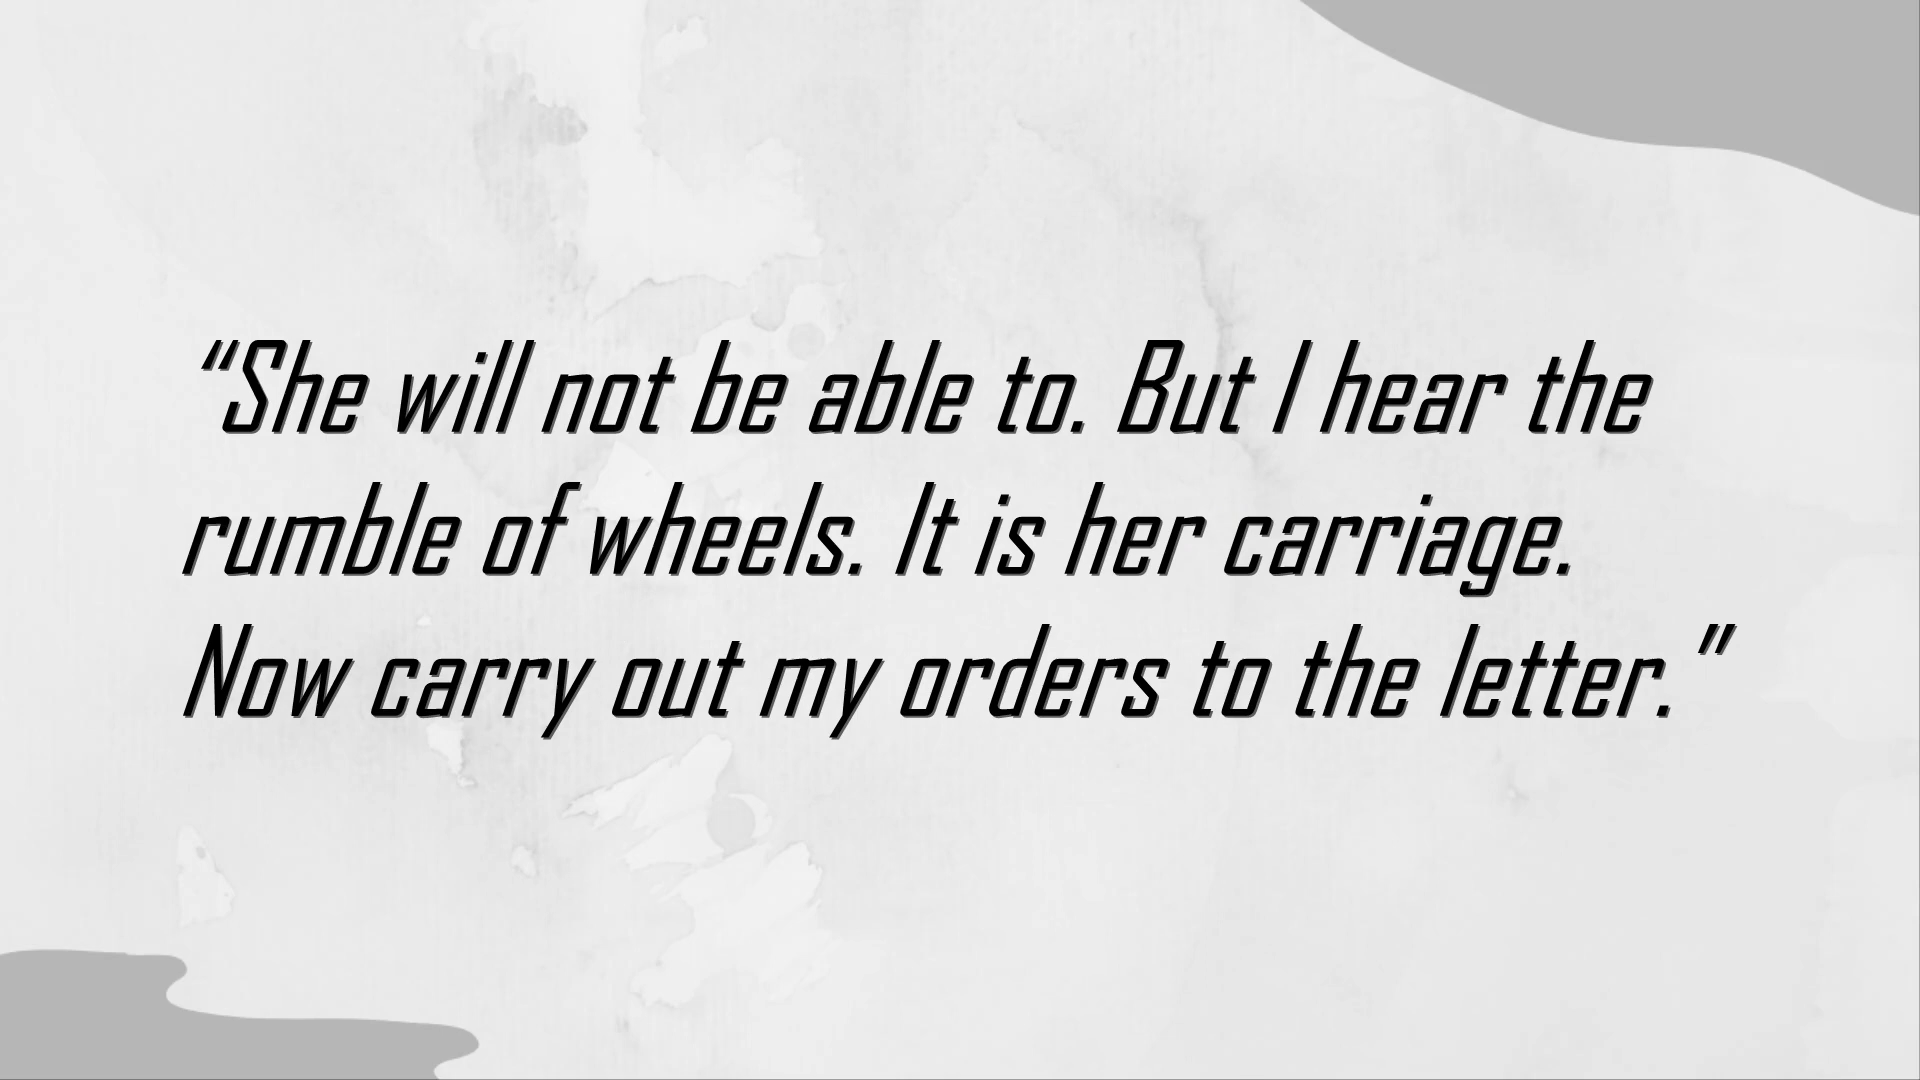 “She will not be able to. But I hear the
rumble of wheels. It is her carriage.
Now carry out my orders to the letter.”